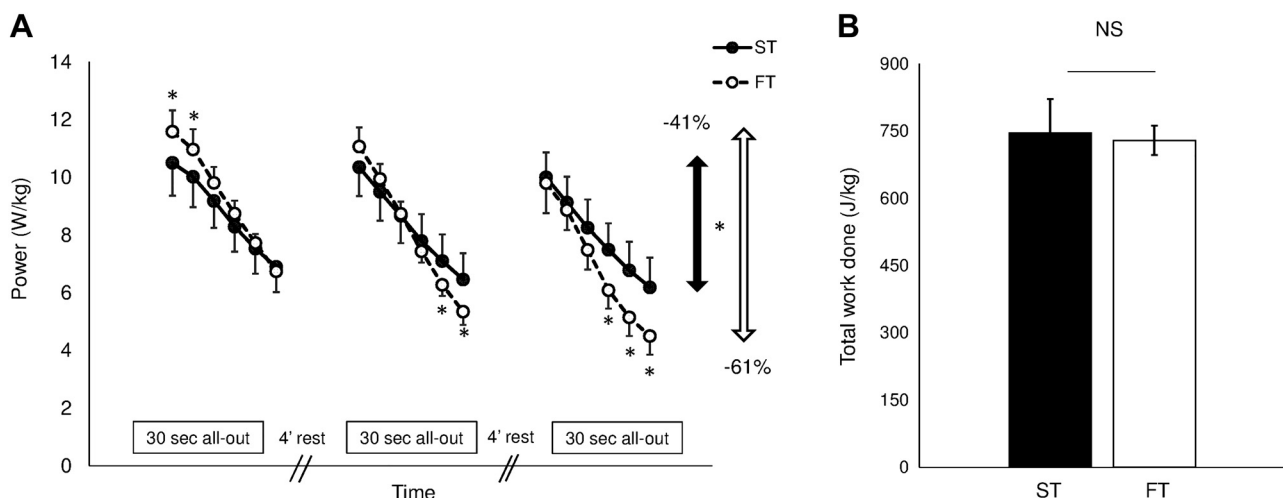 A
ST
FT
14
12
10
8
6
4
2
0
Power (W/kg)
* *
* *
* * *
-41%
*
-61%
30 sec all-out 4’ rest 30 sec all-out 4’ rest 30 sec all-out
Time
B
NS
900
750
600
450
300
150
0
Total work done (J/kg)
ST FT